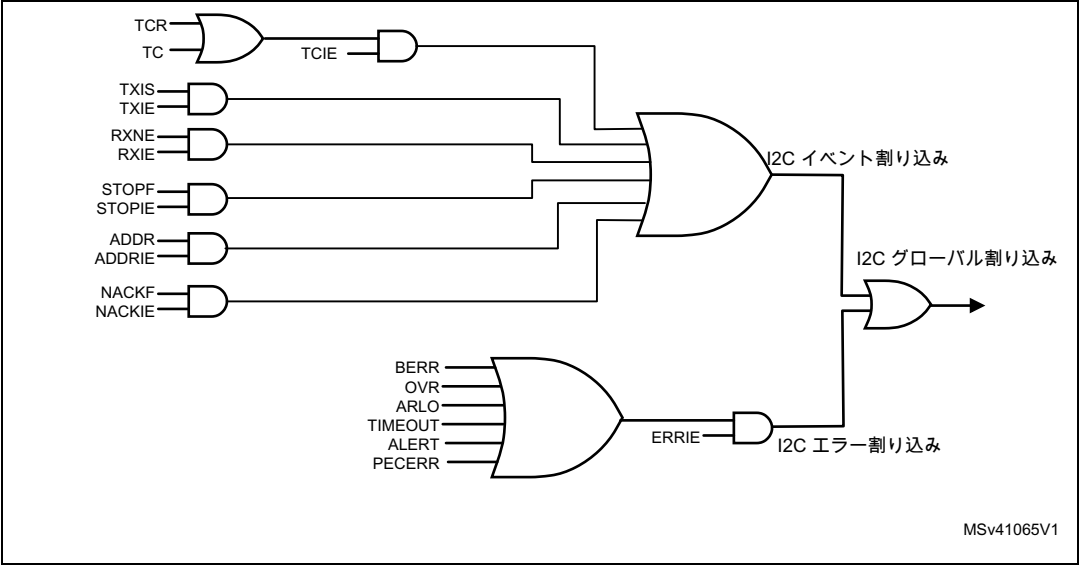 TCR
TC
TCIE
TXIS
TXIE
RXNE
RXIE
STOPF
STOPIE
ADDR
ADDRIE
NACKF
NACKIE
I2C イベント割り込み
I2C グローバル割り込み
BERR
OVR
ARLO
TIMEOUT
ALERT
PECERR
ERRIE
I2C エラー割り込み
MSv41065V1